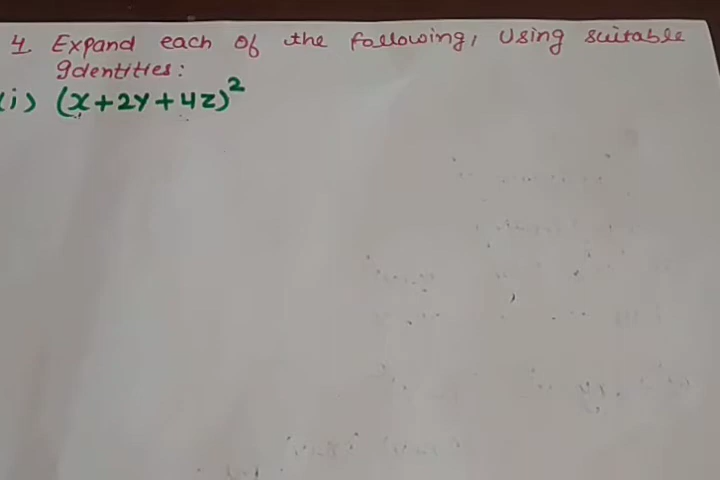 4. Expand each of the following, Using suitable
Identities:
(i) (x+2y+4z)²